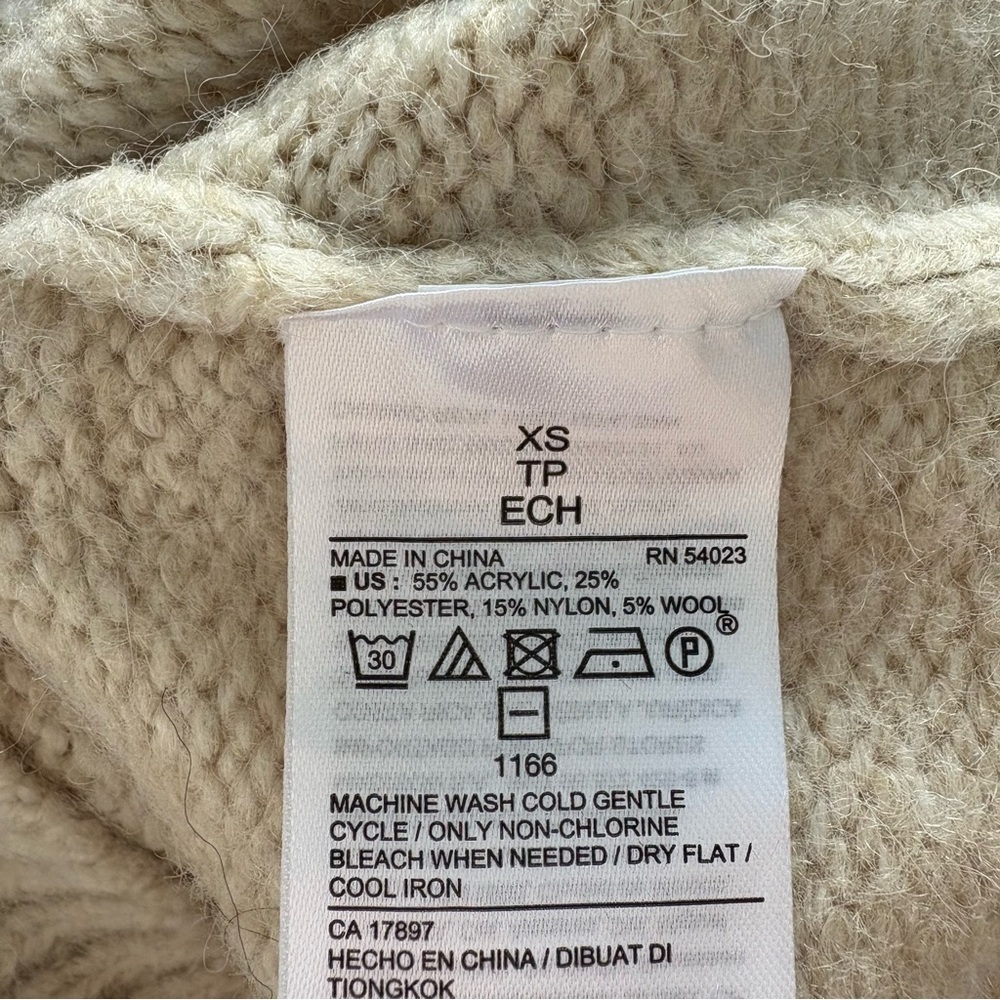 XS
TP
ECH
MADE IN CHINA RN 54023
US : 55% ACRYLIC, 25%
POLYESTER, 15% NYLON, 5% WOOL
®
30 P
1166
MACHINE WASH COLD GENTLE
CYCLE / ONLY NON-CHLORINE
BLEACH WHEN NEEDED / DRY FLAT /
COOL IRON
CA 17897
HECHO EN CHINA / DIBUAT DI
TIONGKOK